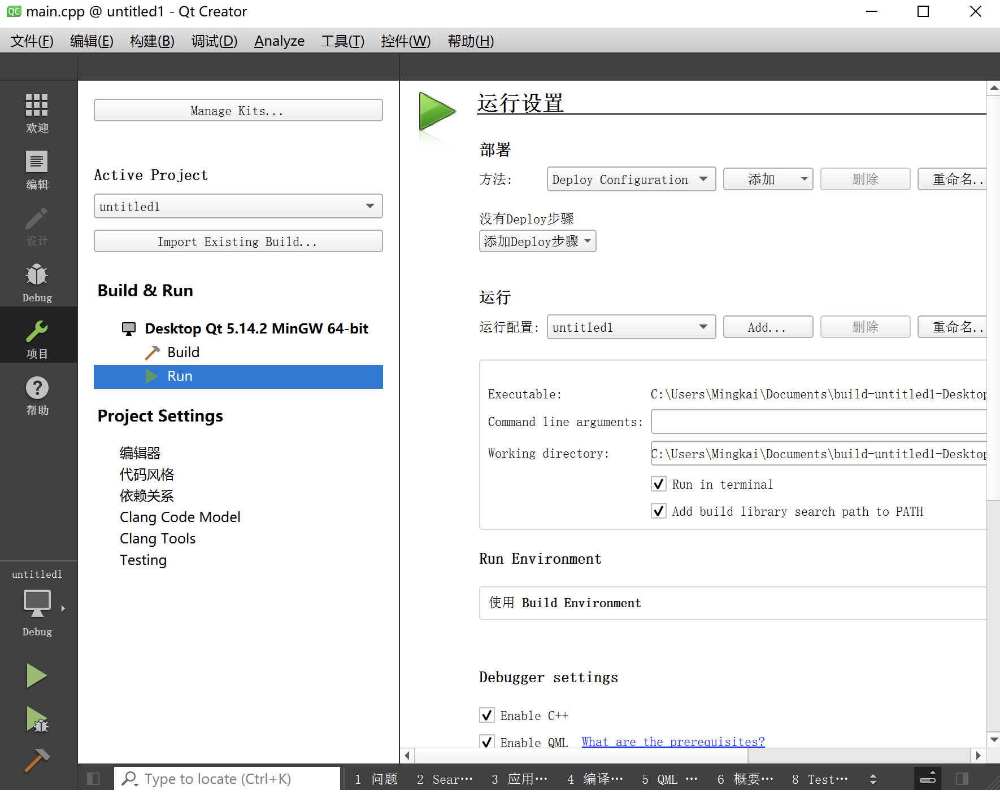 main.cpp @ untitled1 - Qt Creator
文件(F) 编辑(E) 构建(B) 调试(D) Analyze 工具(T) 控件(W) 帮助(H)
欢迎
编辑
设计
Debug
项目
帮助
untitled1
Debug
Manage Kits...
Active Project
untitled1
Import Existing Build...
Build & Run
Desktop Qt 5.14.2 MinGW 64-bit
Build
Run
Project Settings
编辑器
代码风格
依赖关系
Clang Code Model
Clang Tools
Testing
运行设置
部署
方法: Deploy Configuration 添加 删除 重命名..
没有Deploy步骤
添加Deploy步骤
运行
运行配置: untitled1 Add... 删除 重命名..
Executable: C:\Users\Mingkai\Documents\build-untitled1-Desktop
Command line arguments:
Working directory: C:\Users\Mingkai\Documents\build-untitled1-Desktop
Run in terminal
Add build library search path to PATH
Run Environment
使用 Build Environment
Debugger settings
Enable C++
Enable QML What are the prerequisites?
Type to locate (Ctrl+K) 1 问题 2 Sear… 3 应用… 4 编译… 5 QML … 6 概要… 8 Test…